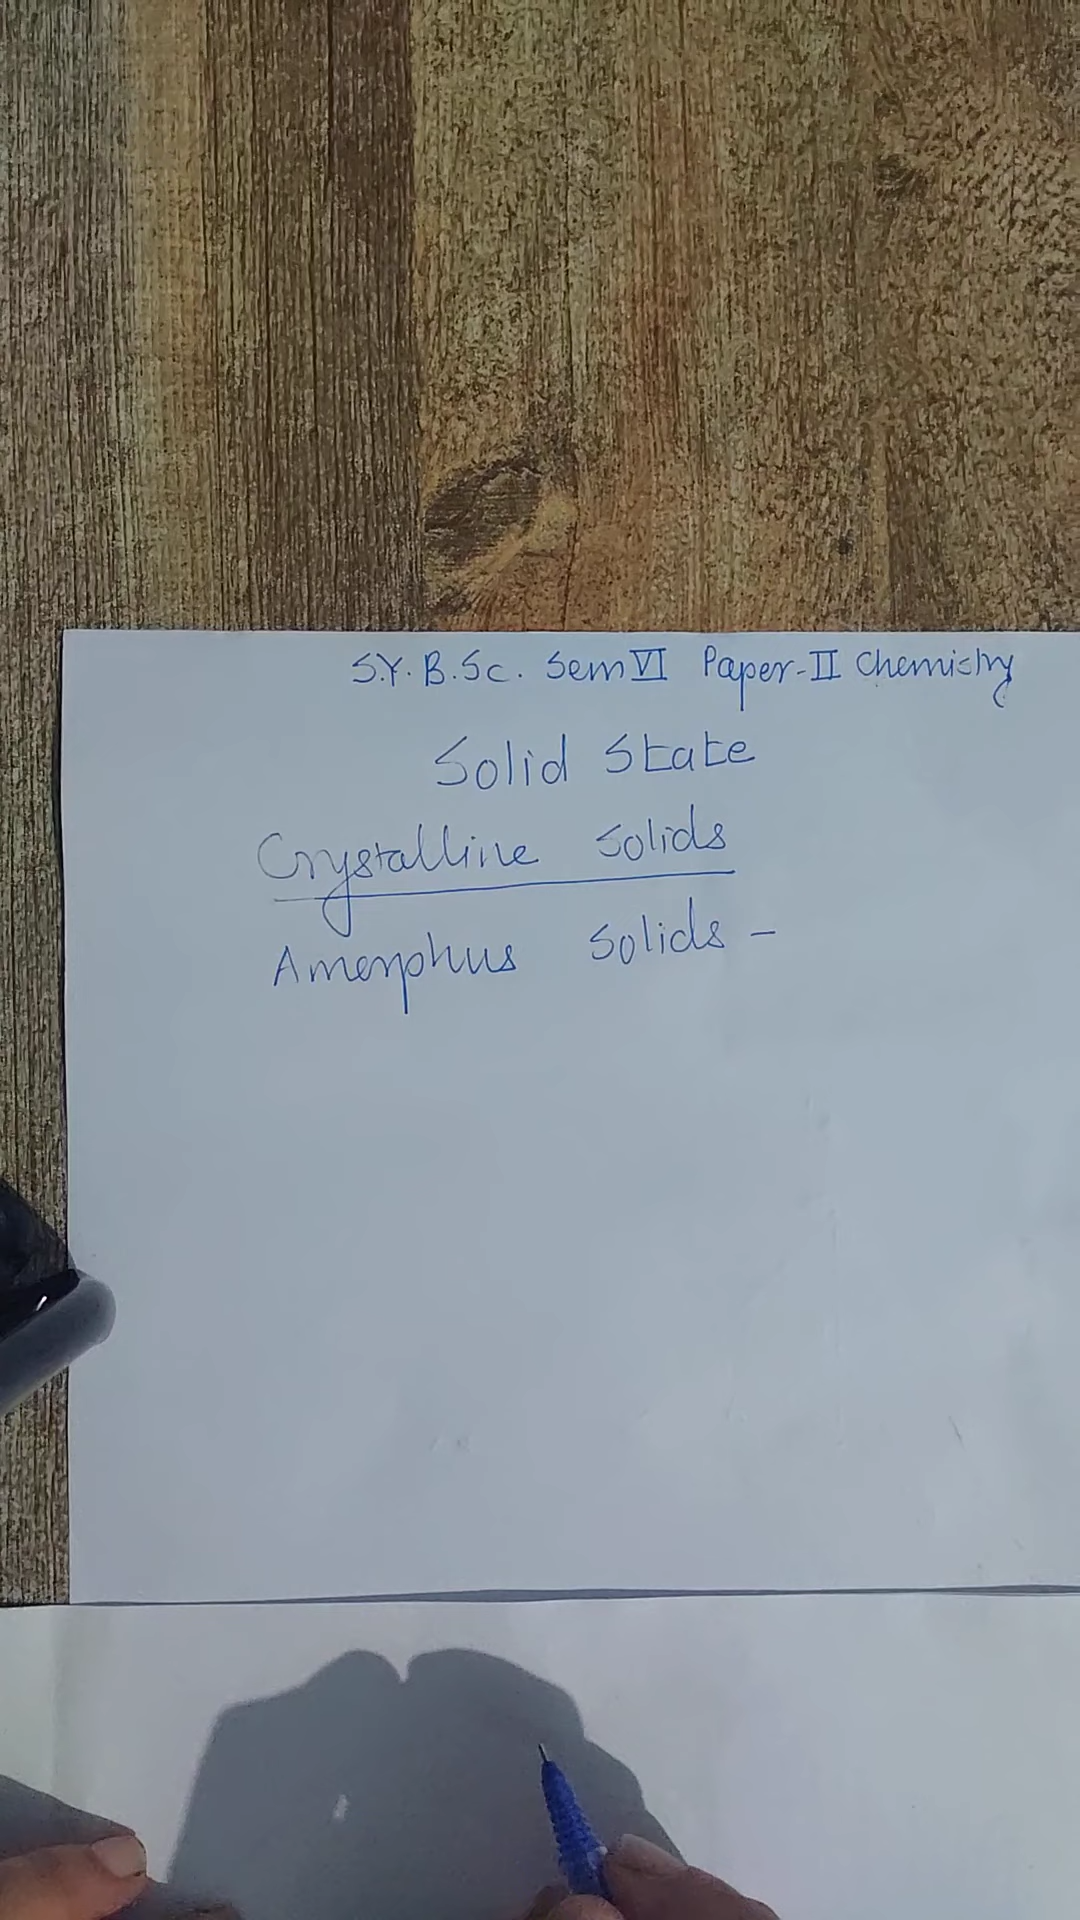 S.Y. B.Sc. Sem VI Paper-II Chemistry
Solid State
Crystalline Solids
Amorphus Solids -